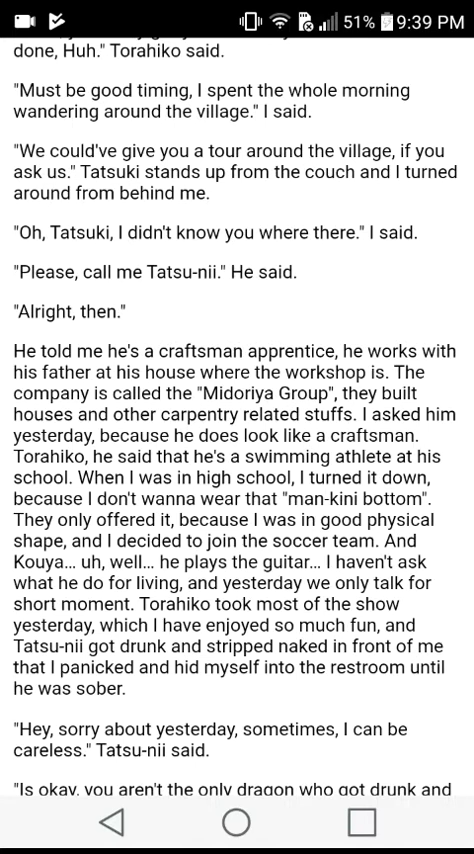 51% 9:39 PM
done, Huh." Torahiko said.
"Must be good timing, I spent the whole morning
wandering around the village." I said.
"We could've give you a tour around the village, if you
ask us." Tatsuki stands up from the couch and I turned
around from behind me.
"Oh, Tatsuki, I didn't know you where there." I said.
"Please, call me Tatsu-nii." He said.
"Alright, then."
He told me he's a craftsman apprentice, he works with
his father at his house where the workshop is. The
company is called the "Midoriya Group", they built
houses and other carpentry related stuffs. I asked him
yesterday, because he does look like a craftsman.
Torahiko, he said that he's a swimming athlete at his
school. When I was in high school, I turned it down,
because I don't wanna wear that "man-kini bottom".
They only offered it, because I was in good physical
shape, and I decided to join the soccer team. And
Kouya... uh, well... he plays the guitar... I haven't ask
what he do for living, and yesterday we only talk for
short moment. Torahiko took most of the show
yesterday, which I have enjoyed so much fun, and
Tatsu-nii got drunk and stripped naked in front of me
that I panicked and hid myself into the restroom until
he was sober.
"Hey, sorry about yesterday, sometimes, I can be
careless." Tatsu-nii said.
"Is okay, you aren't the only dragon who got drunk and